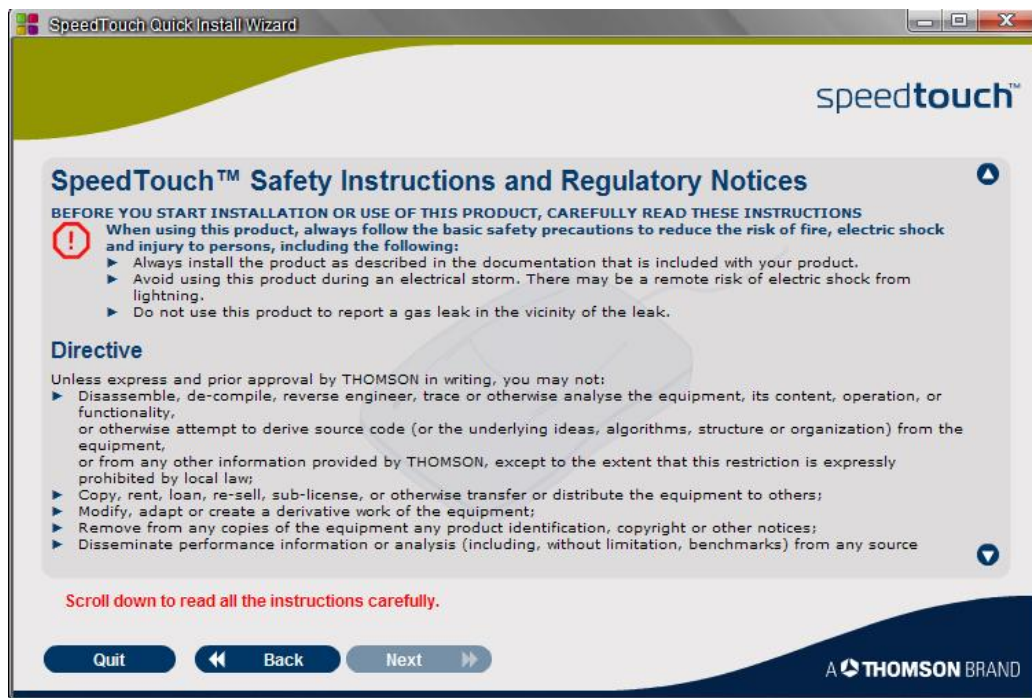 SpeedTouch Quick Install Wizard
speedtouch™
SpeedTouch™ Safety Instructions and Regulatory Notices
BEFORE YOU START INSTALLATION OR USE OF THIS PRODUCT, CAREFULLY READ THESE INSTRUCTIONS
When using this product, always follow the basic safety precautions to reduce the risk of fire, electric shock
and injury to persons, including the following:
Always install the product as described in the documentation that is included with your product.
Avoid using this product during an electrical storm. There may be a remote risk of electric shock from
lightning.
Do not use this product to report a gas leak in the vicinity of the leak.
Directive
Unless express and prior approval by THOMSON in writing, you may not:
Disassemble, de-compile, reverse engineer, trace or otherwise analyse the equipment, its content, operation, or
functionality,
or otherwise attempt to derive source code (or the underlying ideas, algorithms, structure or organization) from the
equipment,
or from any other information provided by THOMSON, except to the extent that this restriction is expressly
prohibited by local law;
Copy, rent, loan, re-sell, sub-license, or otherwise transfer or distribute the equipment to others;
Modify, adapt or create a derivative work of the equipment;
Remove from any copies of the equipment any product identification, copyright or other notices;
Disseminate performance information or analysis (including, without limitation, benchmarks) from any source
Scroll down to read all the instructions carefully.
Quit Back Next
A THOMSON BRAND